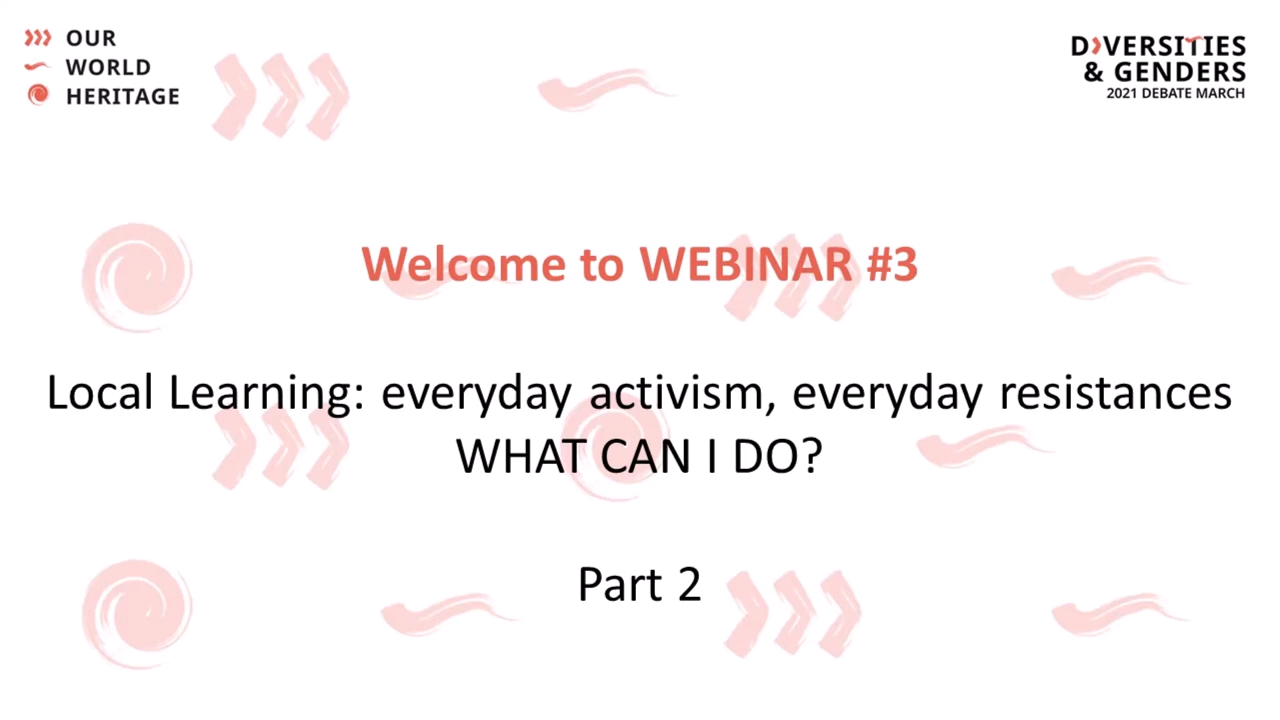 OUR
WORLD
HERITAGE
DIVERSITIES
& GENDERS
2021 DEBATE MARCH
Welcome to WEBINAR #3
Local Learning: everyday activism, everyday resistances
WHAT CAN I DO?
Part 2